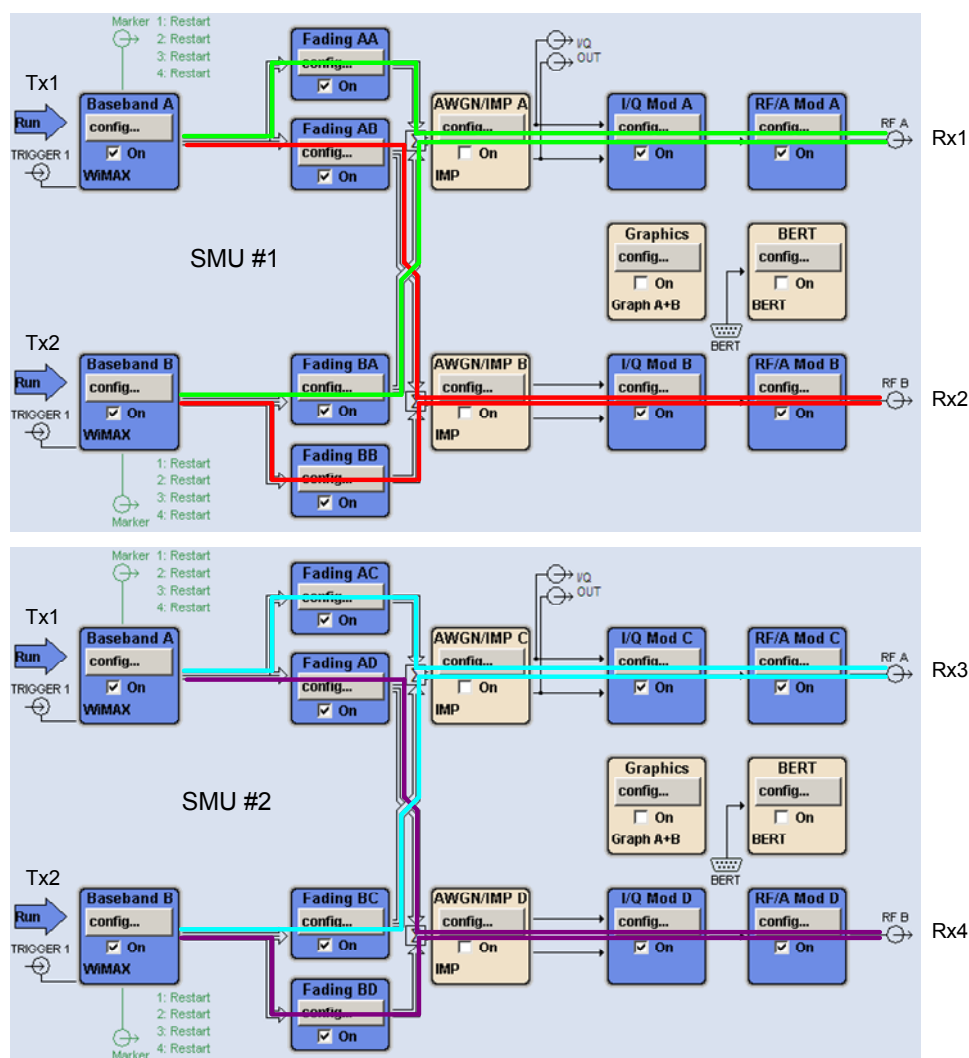 Marker 1: Restart
2: Restart
3: Restart
4: Restart
Fading AA
config...
On
I/Q
OUT
Tx1
Run
TRIGGER 1
Baseband A
config...
On
WiMAX
Fading AB
config...
On
AWGN/IMP A
config...
On
IMP
I/Q Mod A
config...
On
RF/A Mod A
config...
On
RF A
Rx1
SMU #1
Graphics
config...
On
Graph A+B
BERT
config...
On
BERT
BERT
Tx2
Run
TRIGGER 1
Baseband B
config...
On
WiMAX
Fading BA
config...
On
AWGN/IMP B
config...
On
IMP
I/Q Mod B
config...
On
RF/A Mod B
config...
On
RF B
Rx2
Fading BB
config...
On
1: Restart
2: Restart
3: Restart
Marker 4: Restart
Marker 1: Restart
2: Restart
3: Restart
4: Restart
Fading AC
config...
On
I/Q
OUT
Tx1
Run
TRIGGER 1
Baseband A
config...
On
WiMAX
Fading AD
config...
On
AWGN/IMP C
config...
On
IMP
I/Q Mod C
config...
On
RF/A Mod C
config...
On
RF A
Rx3
SMU #2
Graphics
config...
On
Graph A+B
BERT
config...
On
BERT
BERT
Tx2
Run
TRIGGER 1
Baseband B
config...
On
WiMAX
Fading BC
config...
On
AWGN/IMP D
config...
On
IMP
I/Q Mod D
config...
On
RF/A Mod D
config...
On
RF B
Rx4
Fading BD
config...
On
1: Restart
2: Restart
3: Restart
Marker 4: Restart